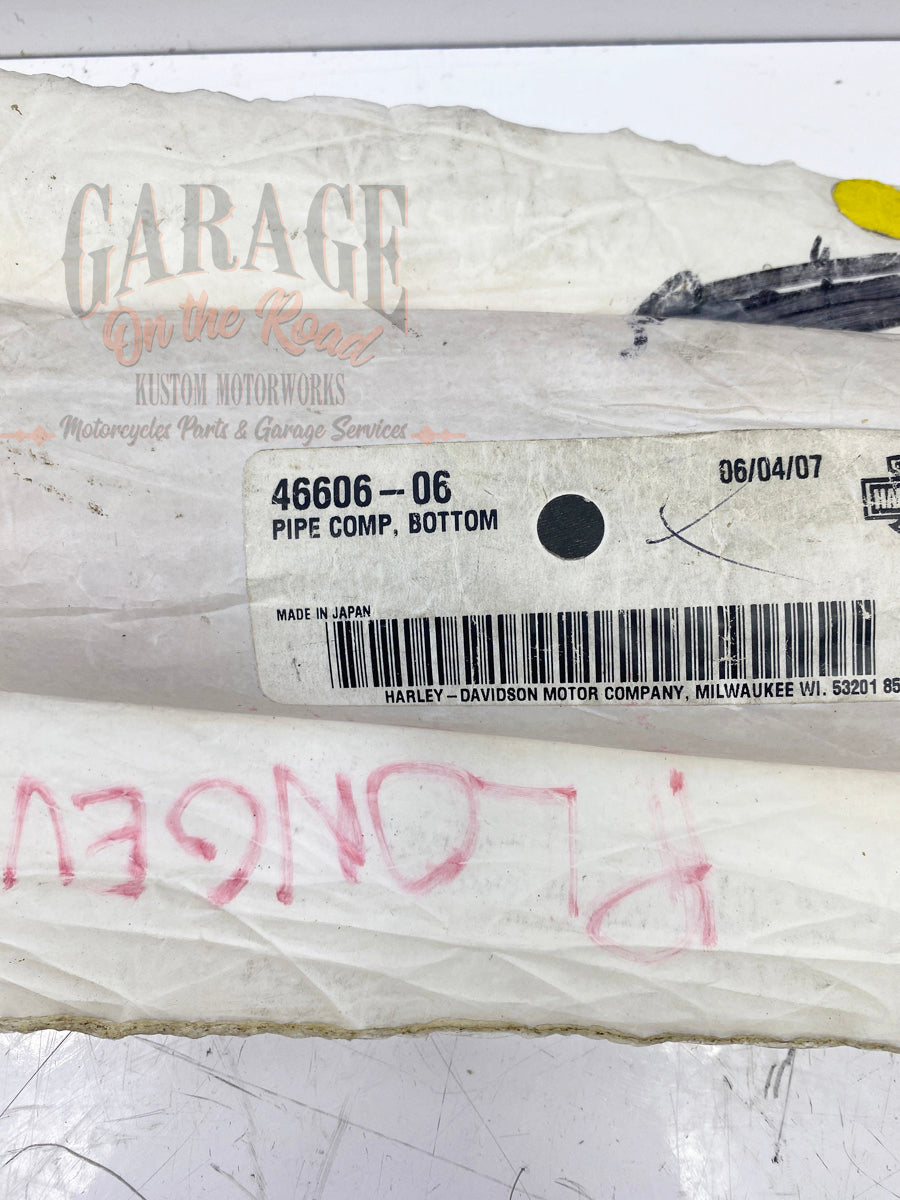 GARAGE
On the Road
KUSTOM MOTORWORKS
Motorcycles Parts & Garage Services
46606-06
06/04/07
PIPE COMP, BOTTOM
MADE IN JAPAN
HARLEY-DAVIDSON MOTOR COMPANY, MILWAUKEE WI. 53201 85
PLONGEU